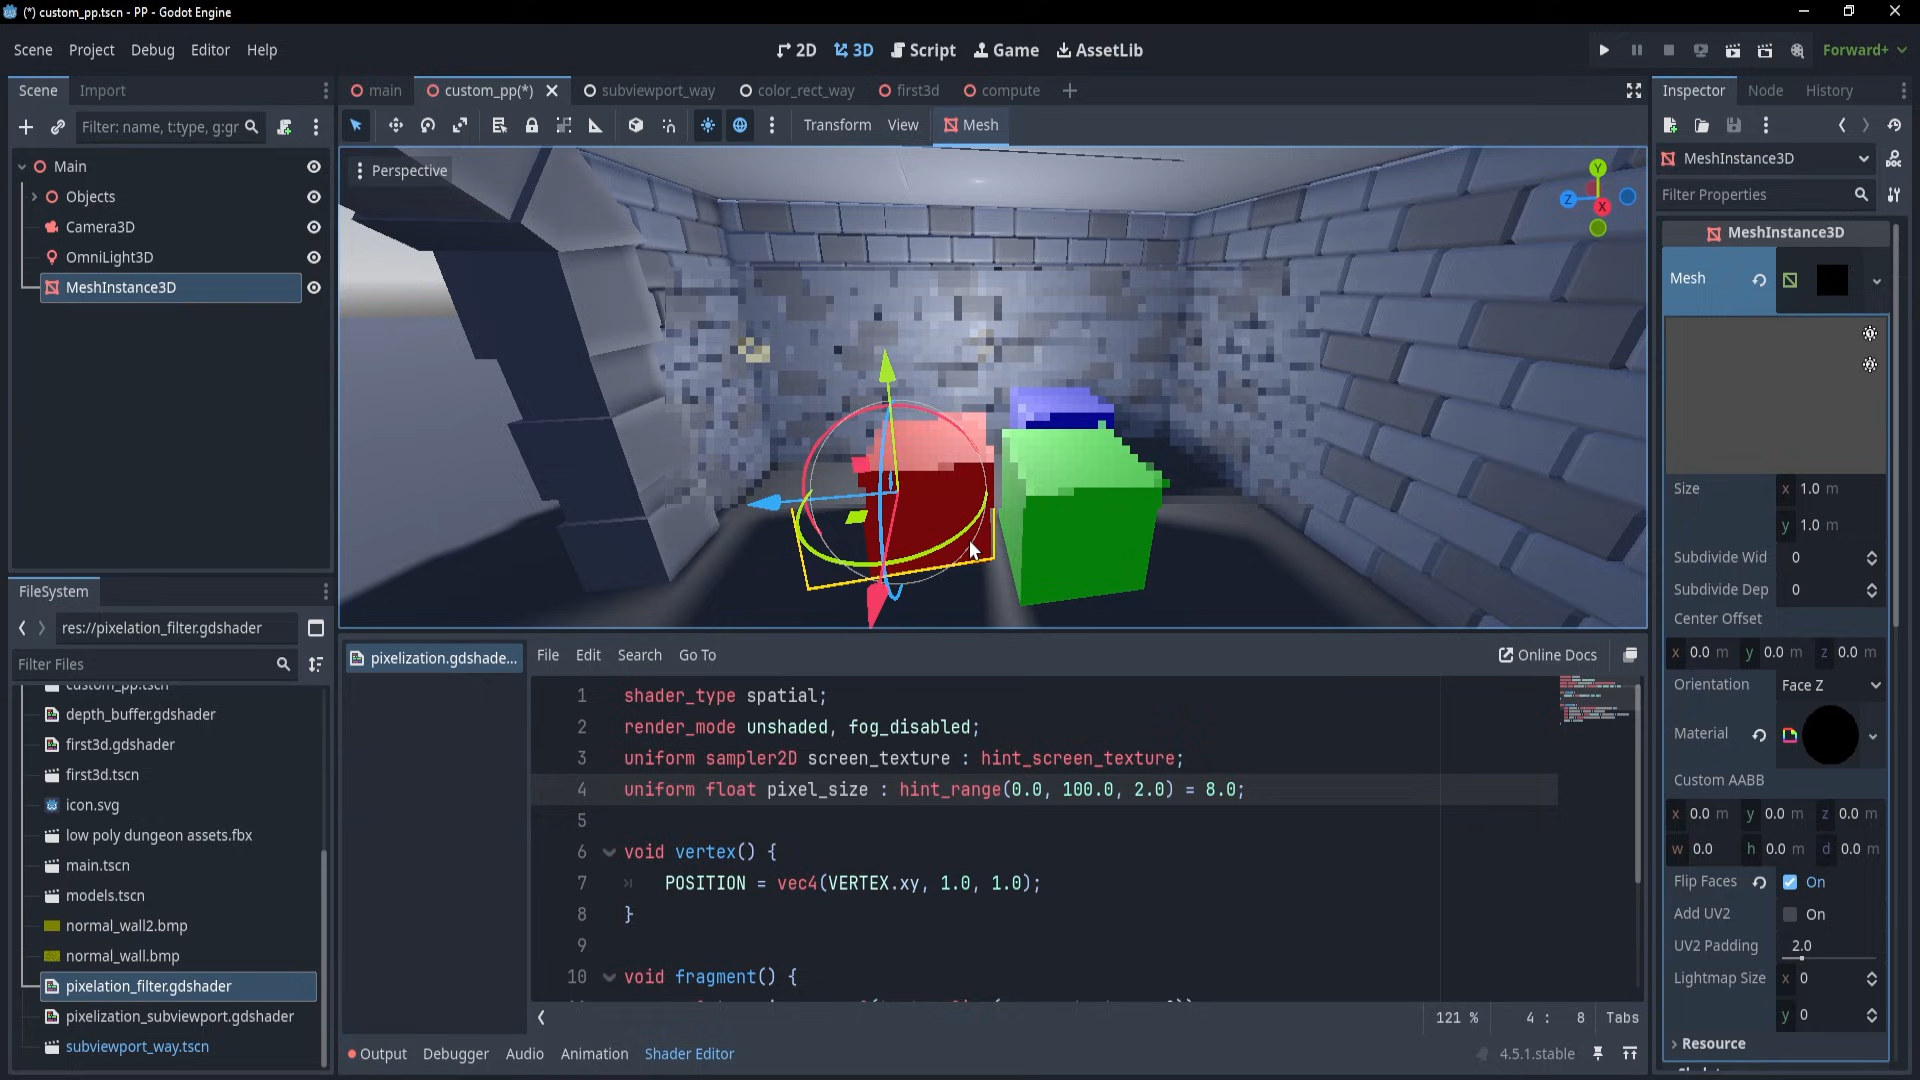 (*) custom_pp.tscn - PP - Godot Engine
Scene Project Debug Editor Help
2D 3D Script Game AssetLib
Forward+
Scene Import
main custom_pp(*) subviewport_way color_rect_way first3d compute
Inspector Node History
Filter: name, t:type, g:gr
Transform View Mesh
Main
Objects
Camera3D
OmniLight3D
MeshInstance3D
Perspective
Y
Z
X
MeshInstance3D
Filter Properties
MeshInstance3D
Mesh
Size x 1.0 m
y 1.0 m
Subdivide Wid 0
Subdivide Dep 0
Center Offset
x 0.0 m y 0.0 m z 0.0 m
Orientation Face Z
Material
Custom AABB
x 0.0 m y 0.0 m z 0.0 m
w 0.0 h 0.0 m d 0.0 m
Flip Faces On
Add UV2 On
UV2 Padding 2.0
Lightmap Size x 0
y 0
Resource
FileSystem
res://pixelation_filter.gdshader
Filter Files
custom_pp.tscn
depth_buffer.gdshader
first3d.gdshader
first3d.tscn
icon.svg
low poly dungeon assets.fbx
main.tscn
models.tscn
normal_wall2.bmp
normal_wall.bmp
pixelation_filter.gdshader
pixelization_subviewport.gdshader
subviewport_way.tscn
pixelization.gdshade...
File Edit Search Go To
Online Docs
1 shader_type spatial;
2 render_mode unshaded, fog_disabled;
3 uniform sampler2D screen_texture : hint_screen_texture;
4 uniform float pixel_size : hint_range(0.0, 100.0, 2.0) = 8.0;
5
6 void vertex() {
7 POSITION = vec4(VERTEX.xy, 1.0, 1.0);
8 }
9
10 void fragment() {
121 % 4 : 8 Tabs
Output Debugger Audio Animation Shader Editor
4.5.1.stable